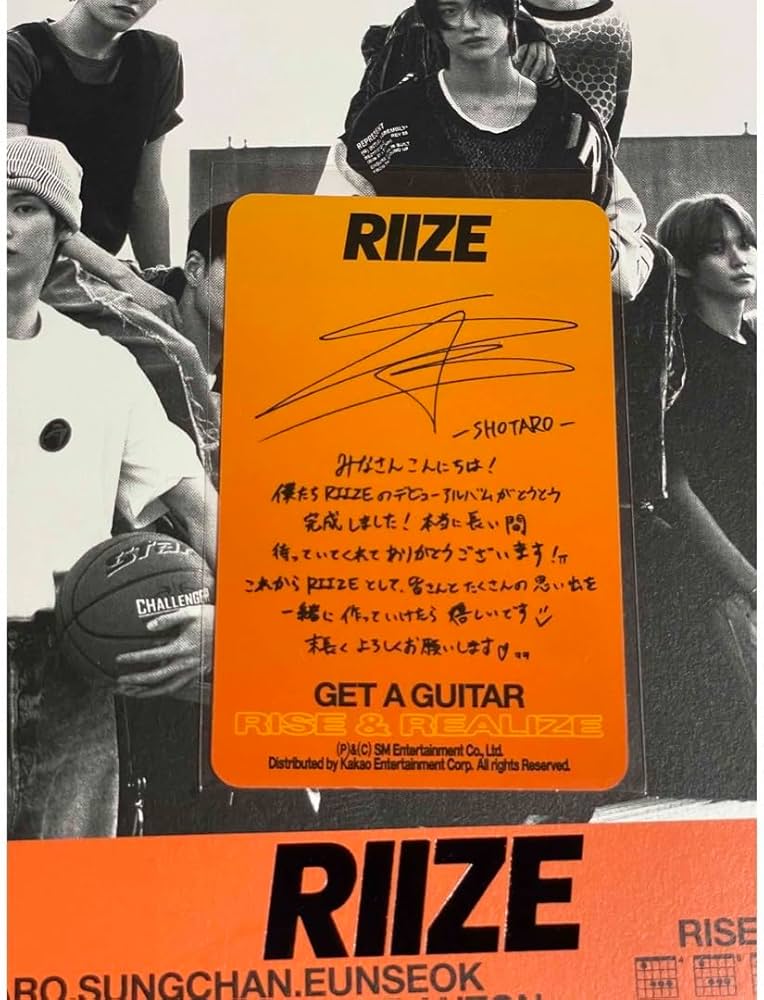 REPRESENT
RIIZE
-SHOTARO-
みなさんこんにちは!
僕たち RIIZEのデビューアルバムがとうとう
完成しました! 本当に長い間
待っていてくれてありがとうございます!π
これから RIIZEとして、皆さんとたくさんの思い出を
一緒に作っていけたら 嬉しいです
末長く よろしくお願いします♡
GET A GUITAR
RISE & REALIZE
(P)&(C) SM Entertainment Co., Ltd.
Distributed by Kakao Entertainment Corp. All rights Reserved.
Star
CHALLENGER
RIIZE
RISE
ARO.SUNGCHAN.EUNSEOK